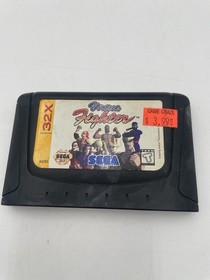 Virtua
Fighter
$ 3.99
32X
SEGA
SEGA
T